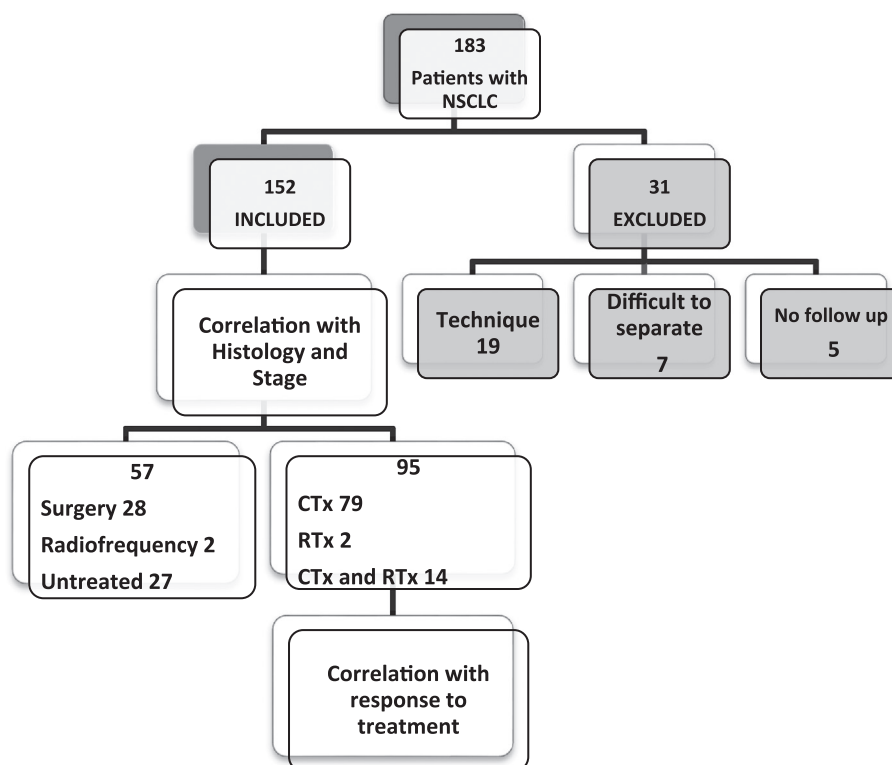 183
Patients with
NSCLC
152
INCLUDED
31
EXCLUDED
Correlation with
Histology and
Stage
Technique
19
Difficult to
separate
7
No follow up
5
57
Surgery 28
Radiofrequency 2
Untreated 27
95
CTx 79
RTx 2
CTx and RTx 14
Correlation with
response to
treatment